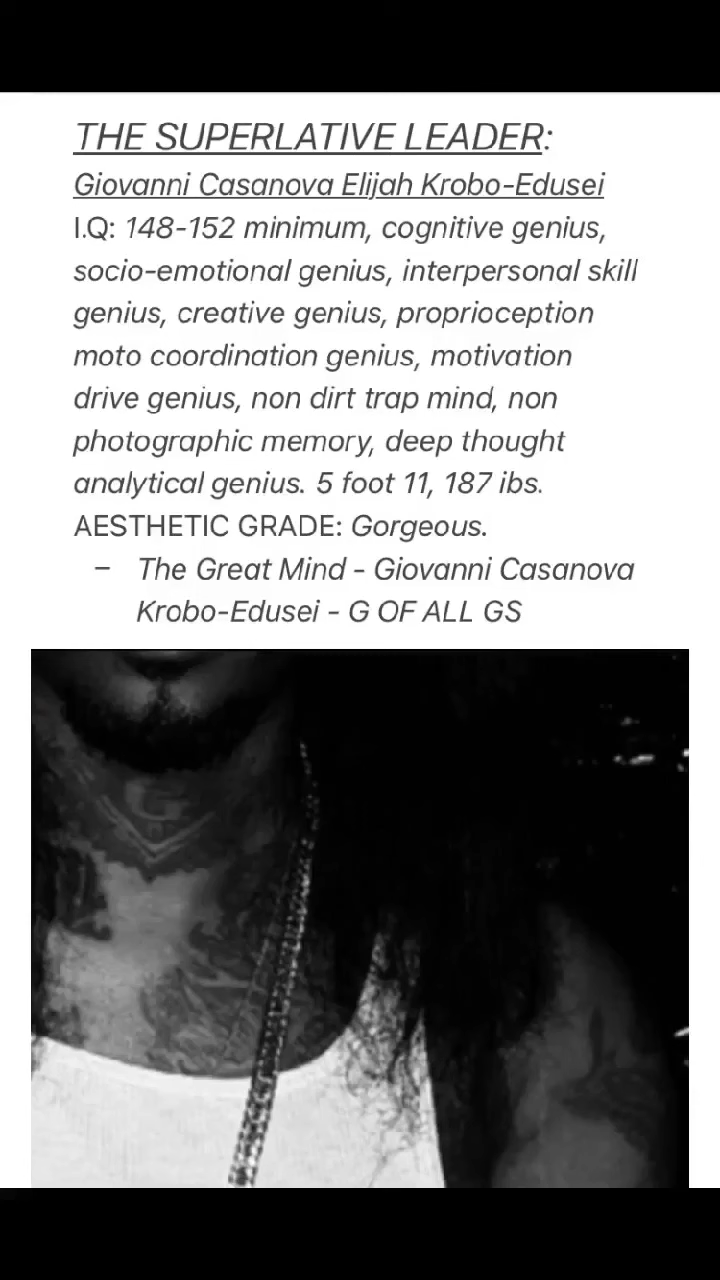 THE SUPERLATIVE LEADER:
Giovanni Casanova Elijah Krobo-Edusei
I.Q: 148-152 minimum, cognitive genius,
socio-emotional genius, interpersonal skill
genius, creative genius, proprioception
moto coordination genius, motivation
drive genius, non dirt trap mind, non
photographic memory, deep thought
analytical genius. 5 foot 11, 187 ibs.
AESTHETIC GRADE: Gorgeous.
– The Great Mind - Giovanni Casanova
Krobo-Edusei - G OF ALL GS
G